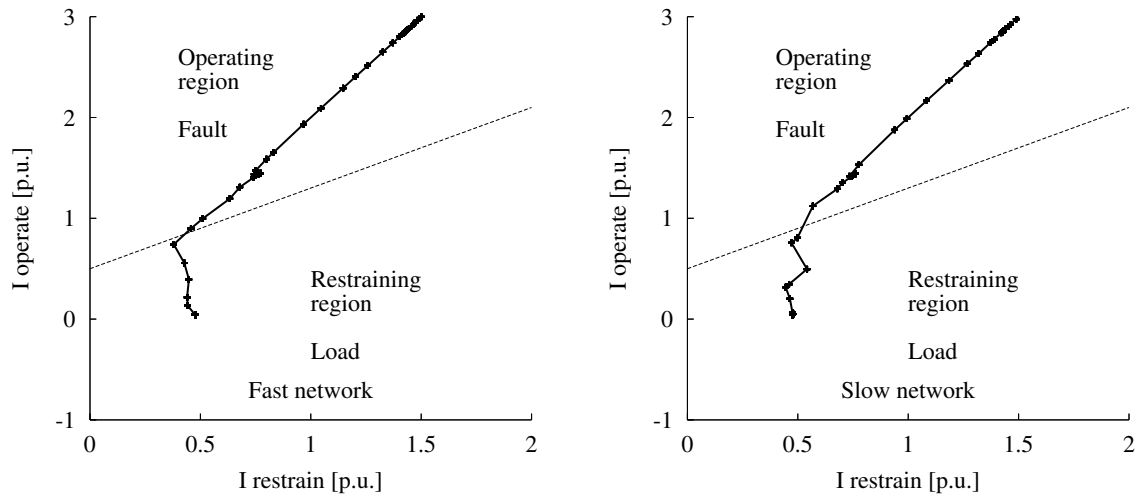 3
2
1
0
-1
I operate [p.u.]
Operating
region
Fault
Restraining
region
Load
Fast network
0
0.5
1
1.5
2
I restrain [p.u.]
3
2
1
0
-1
I operate [p.u.]
Operating
region
Fault
Restraining
region
Load
Slow network
0
0.5
1
1.5
2
I restrain [p.u.]